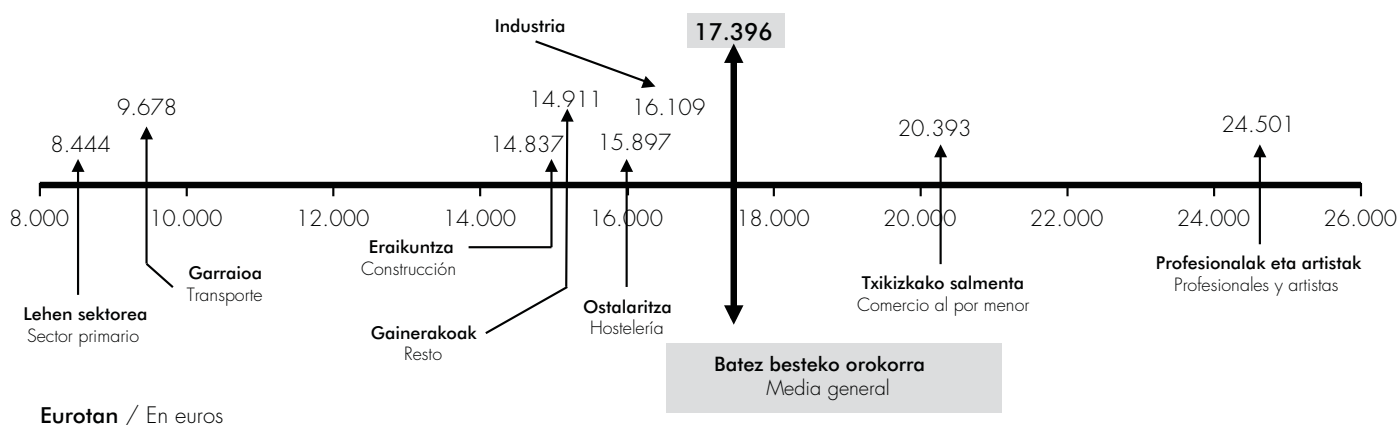 Industria
17.396
14.911
16.109
9.678
8.444
14.837
15.897
20.393
24.501
8.000
10.000
12.000
14.000
16.000
18.000
20.000
22.000
24.000
26.000
Lehen sektorea
Sector primario
Garraioa
Transporte
Eraikuntza
Construcción
Gainerakoak
Resto
Ostalaritza
Hostelería
Txikizkako salmenta
Comercio al por menor
Profesionalak eta artistak
Profesionales y artistas
Batez besteko orokorra
Media general
Eurotan / En euros